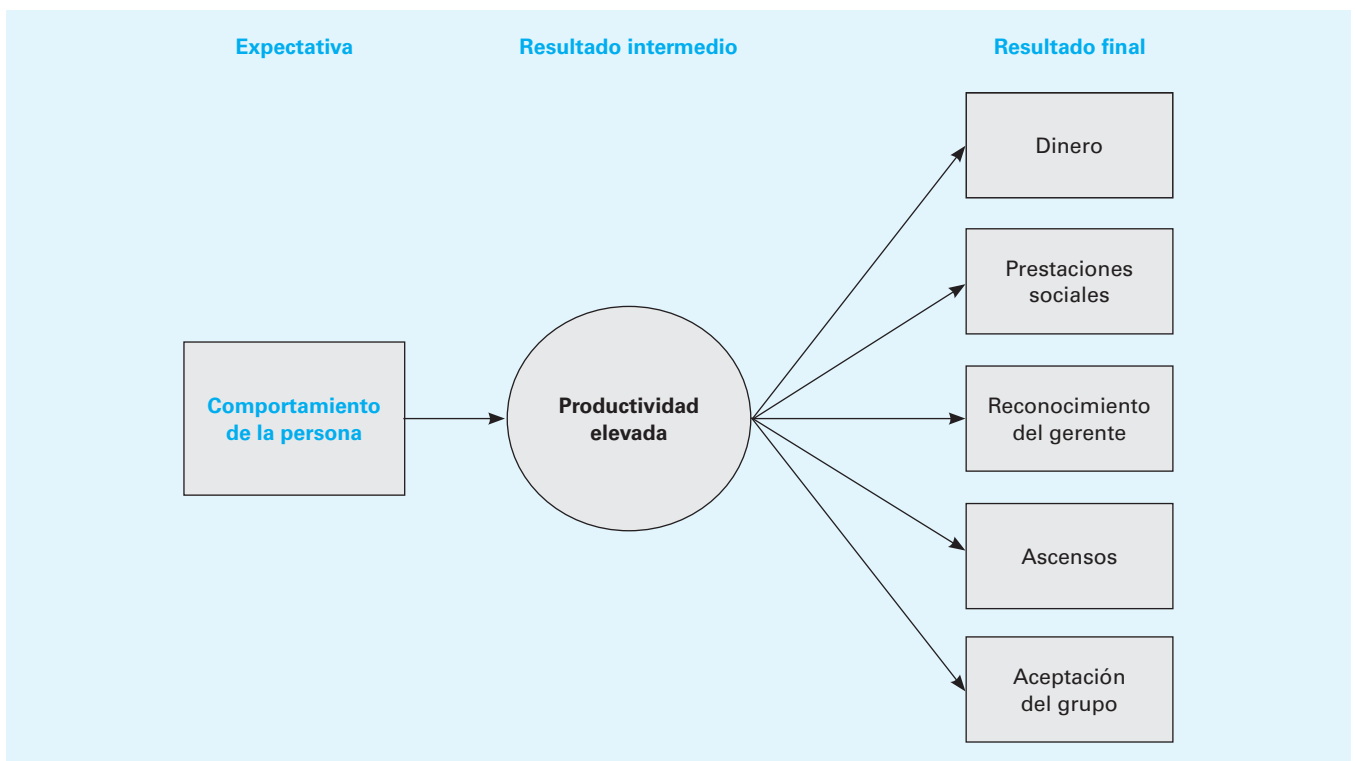 Expectativa
Resultado intermedio
Resultado final
Dinero
Prestaciones
sociales
Comportamiento
de la persona
Productividad
elevada
Reconocimiento
del gerente
Ascensos
Aceptación
del grupo